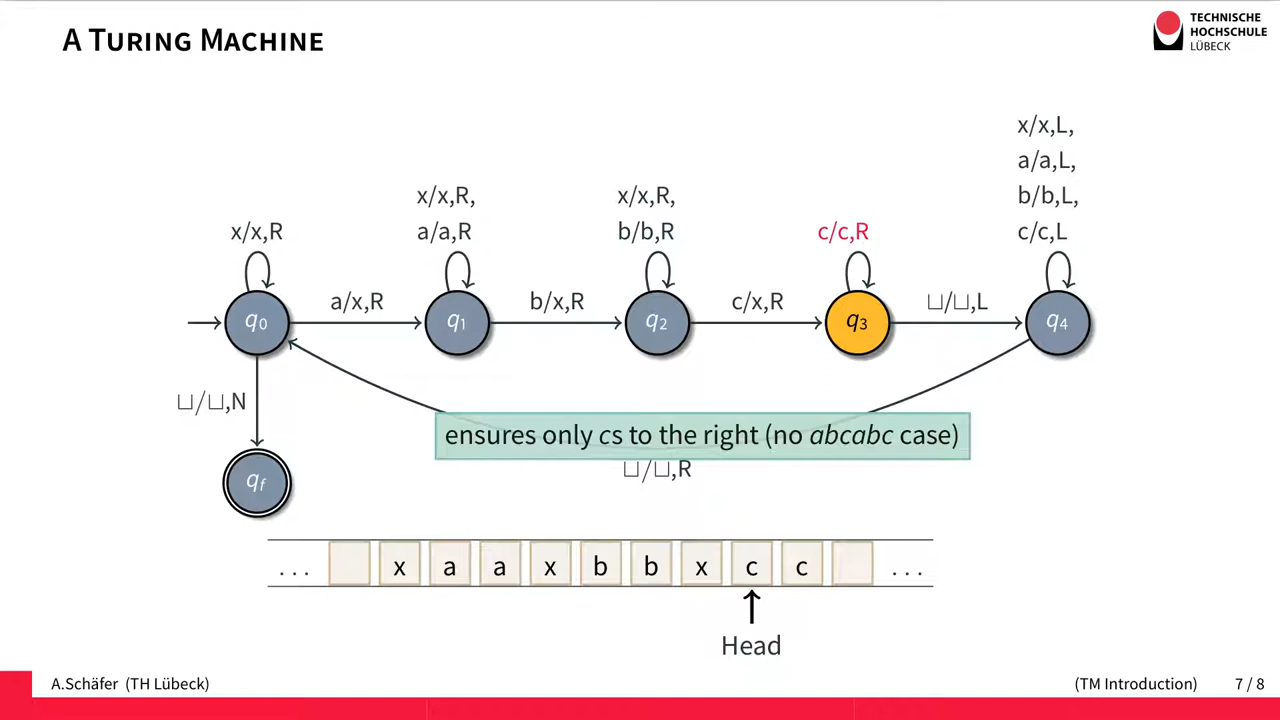 A TURING MACHINE
TECHNISCHE
HOCHSCHULE
LÜBECK
x/x,L,
a/a,L,
b/b,L,
c/c,L
x/x,R
x/x,R,
a/a,R
x/x,R,
b/b,R
c/c,R
q0
a/x,R
q1
b/x,R
q2
c/x,R
q3
⊔/⊔,L
q4
⊔/⊔,N
ensures only cs to the right (no abcabc case)
⊔/⊔,R
qf
... x a a x b b x c c ...
Head
A.Schäfer (TH Lübeck) (TM Introduction) 7 / 8